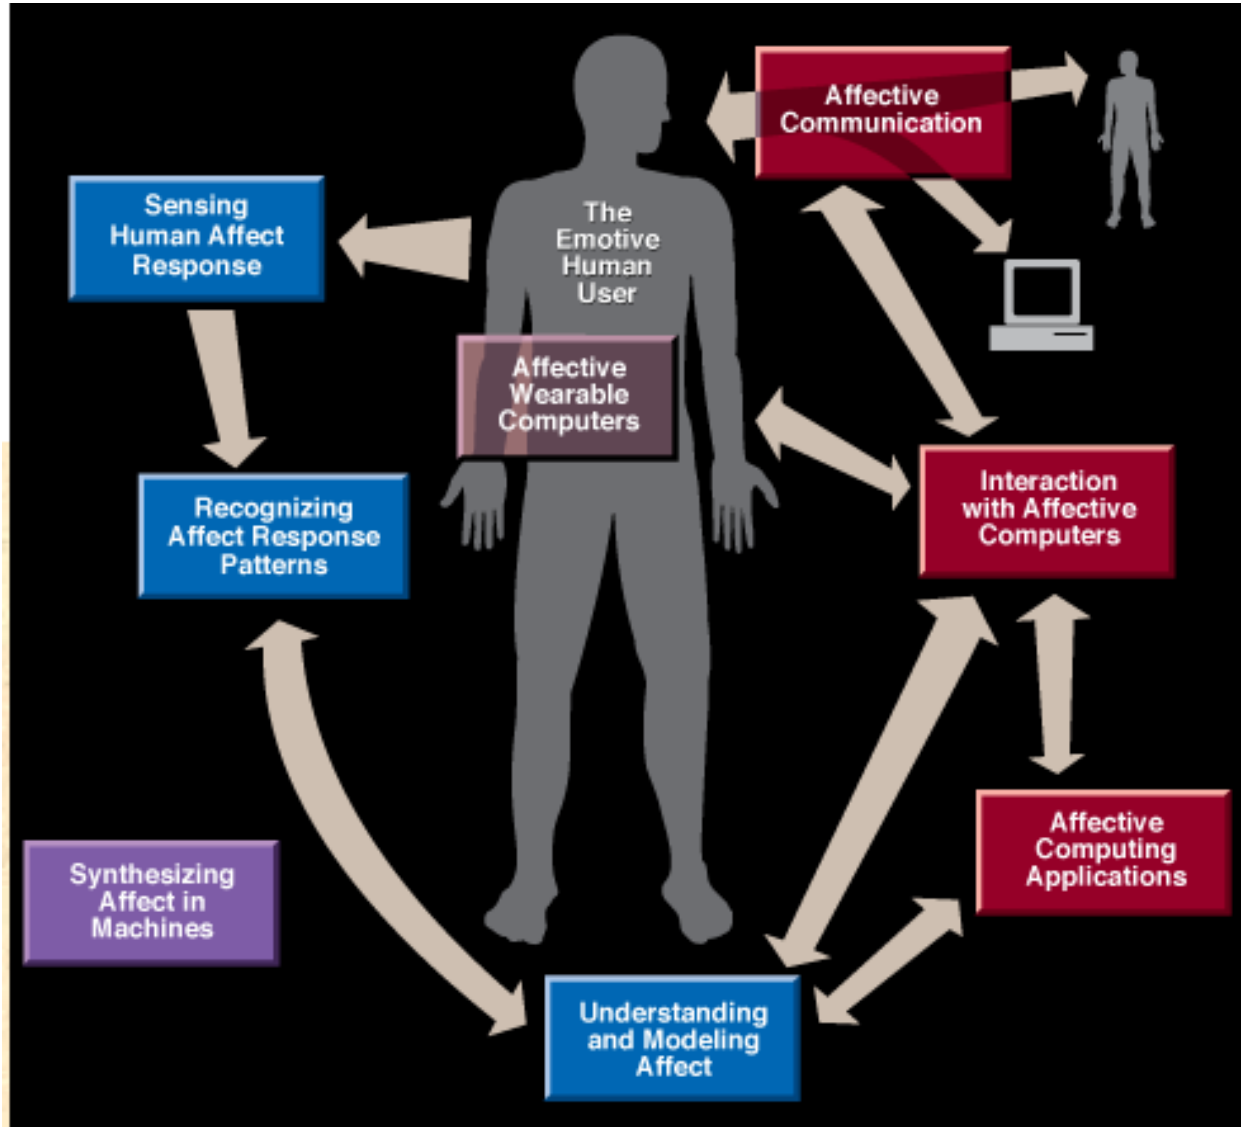 Affective
Communication
Sensing
Human Affect
Response
The
Emotive
Human
User
Affective
Wearable
Computers
Recognizing
Affect Response
Patterns
Interaction
with Affective
Computers
Affective
Computing
Applications
Synthesizing
Affect in
Machines
Understanding
and Modeling
Affect